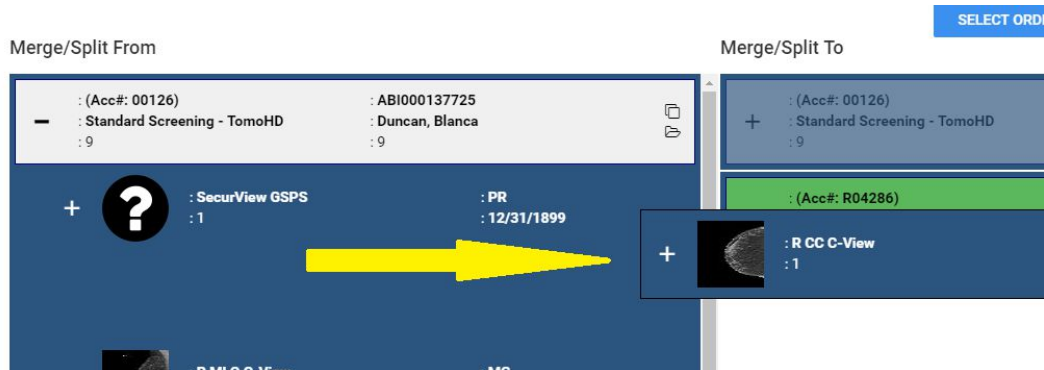 SELECT ORD
Merge/Split From
Merge/Split To
: (Acc#: 00126)
: ABI000137725
: Standard Screening - TomoHD
: Duncan, Blanca
: 9
: 9
: (Acc#: 00126)
: Standard Screening - TomoHD
: 9
: SecurView GSPS
: PR
: 1
: 12/31/1899
: (Acc#: R04286)
: R CC C-View
: 1